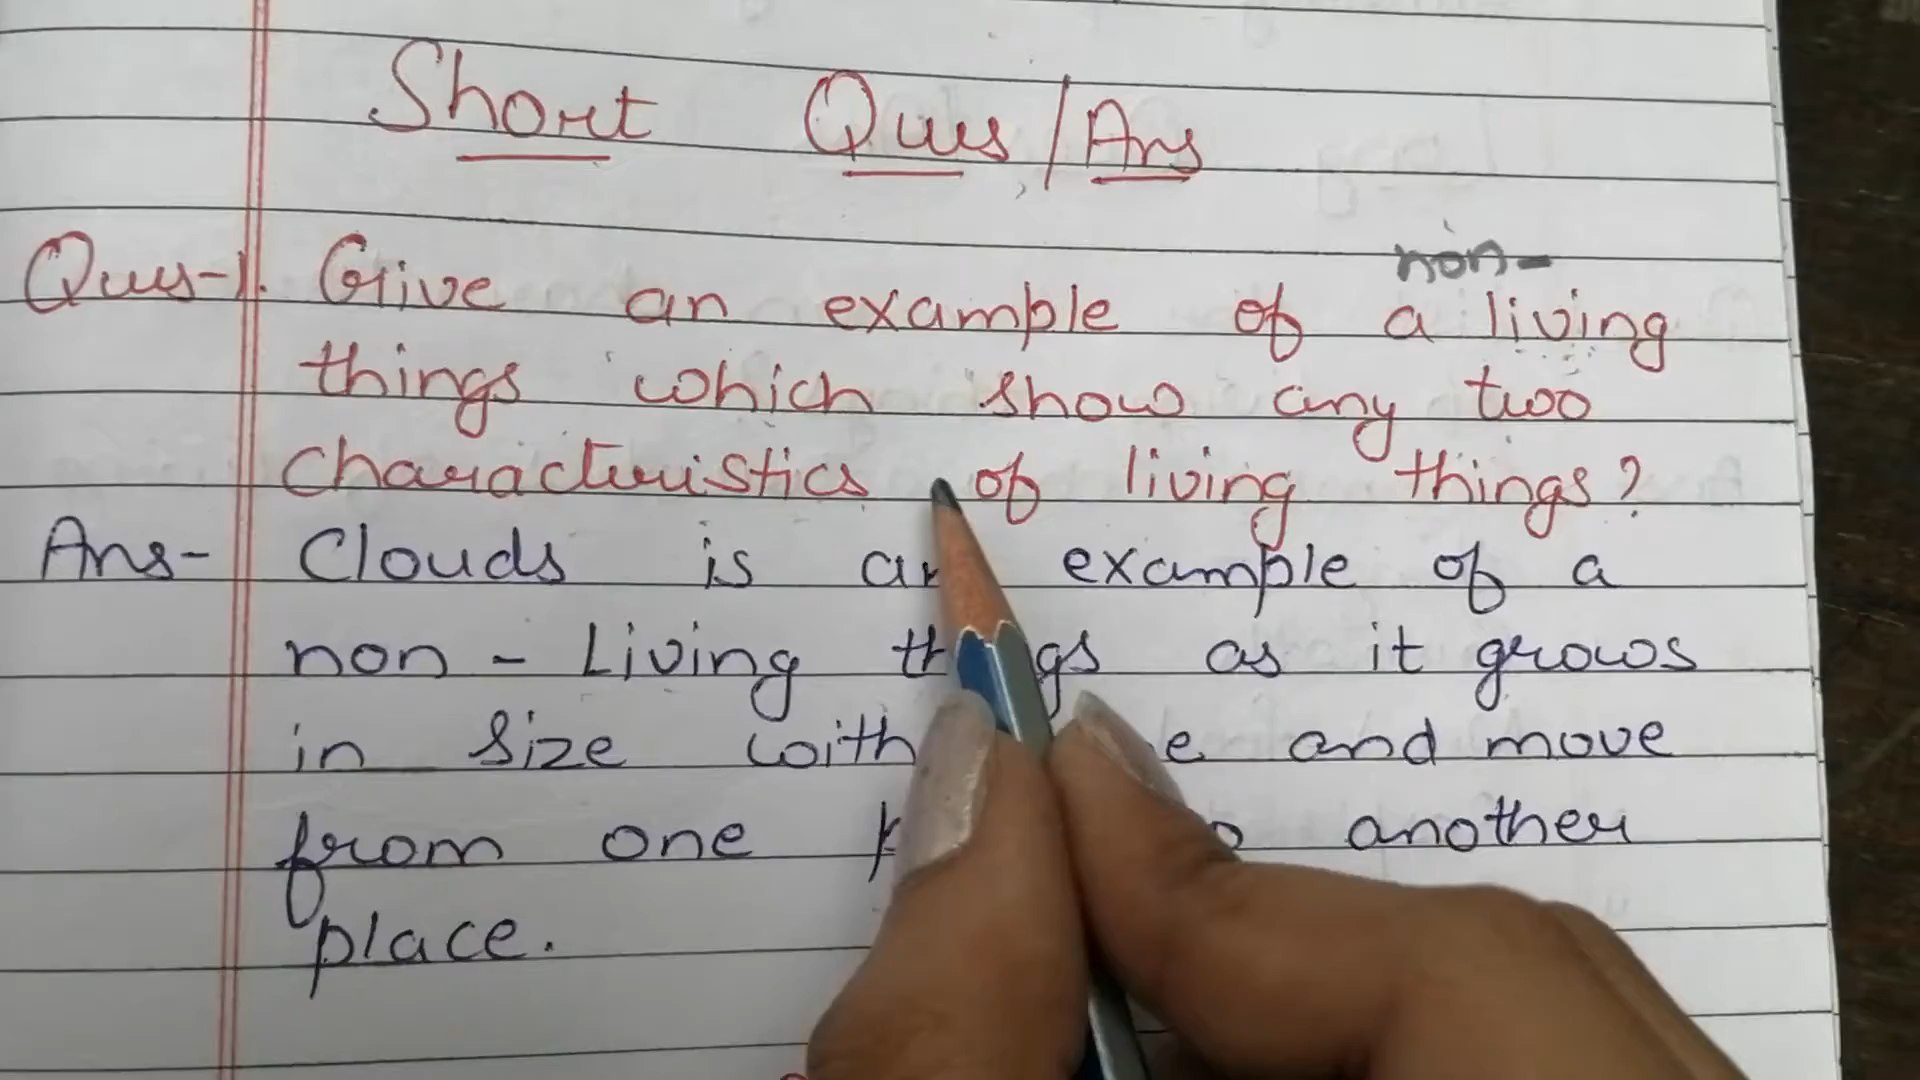 Short Ques/Ans
Ques-1. Give an example of a non-living
things which show any two
characteristics of living things?
Ans- Clouds is an example of a
non-Living things as it grows
in size with and move
from one another
place.